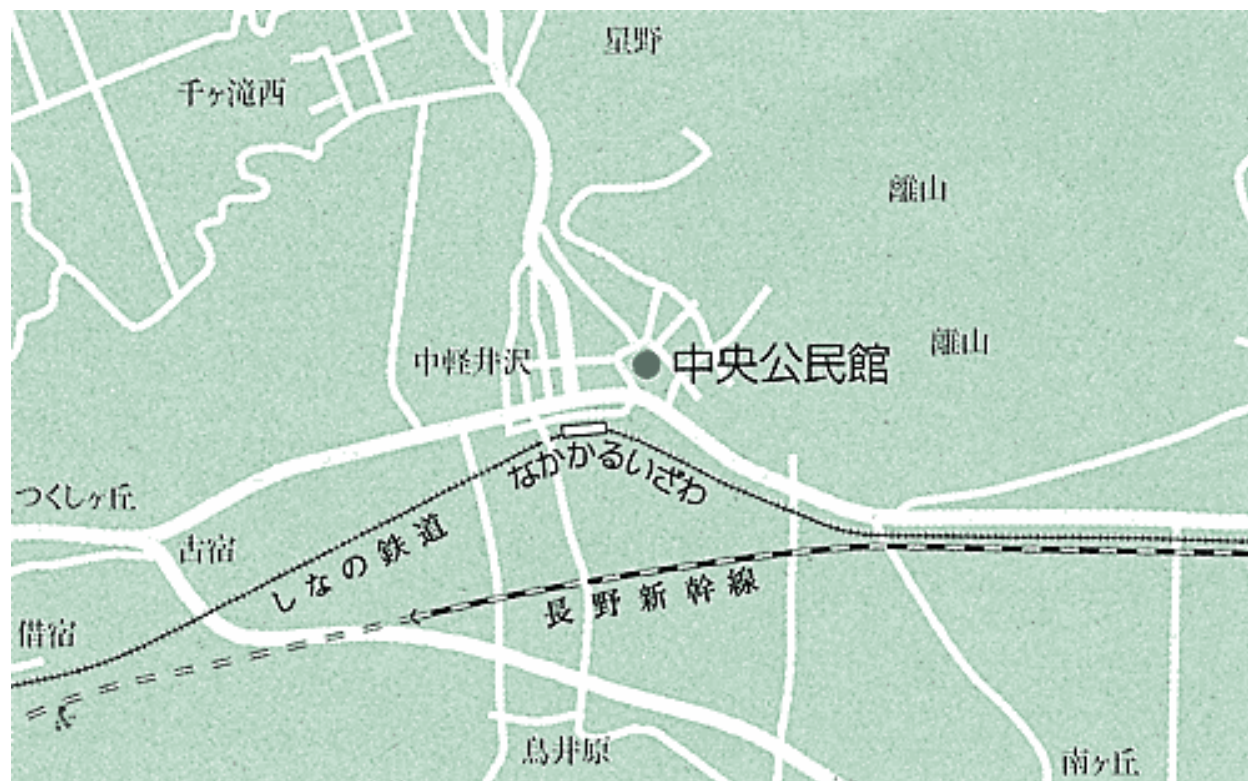 星野
千ヶ滝西
離山
離山
中軽井沢
中央公民館
なかかるいざわ
つくしヶ丘
古宿
しなの鉄道
長野新幹線
借宿
鳥井原
南ヶ丘